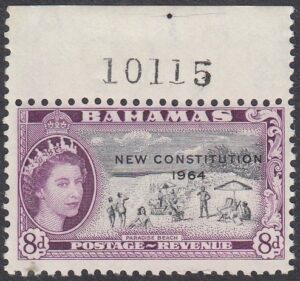 10115
BAHAMAS
NEW CONSTITUTION
1964
PARADISE BEACH
8d POSTAGE~REVENUE 8d